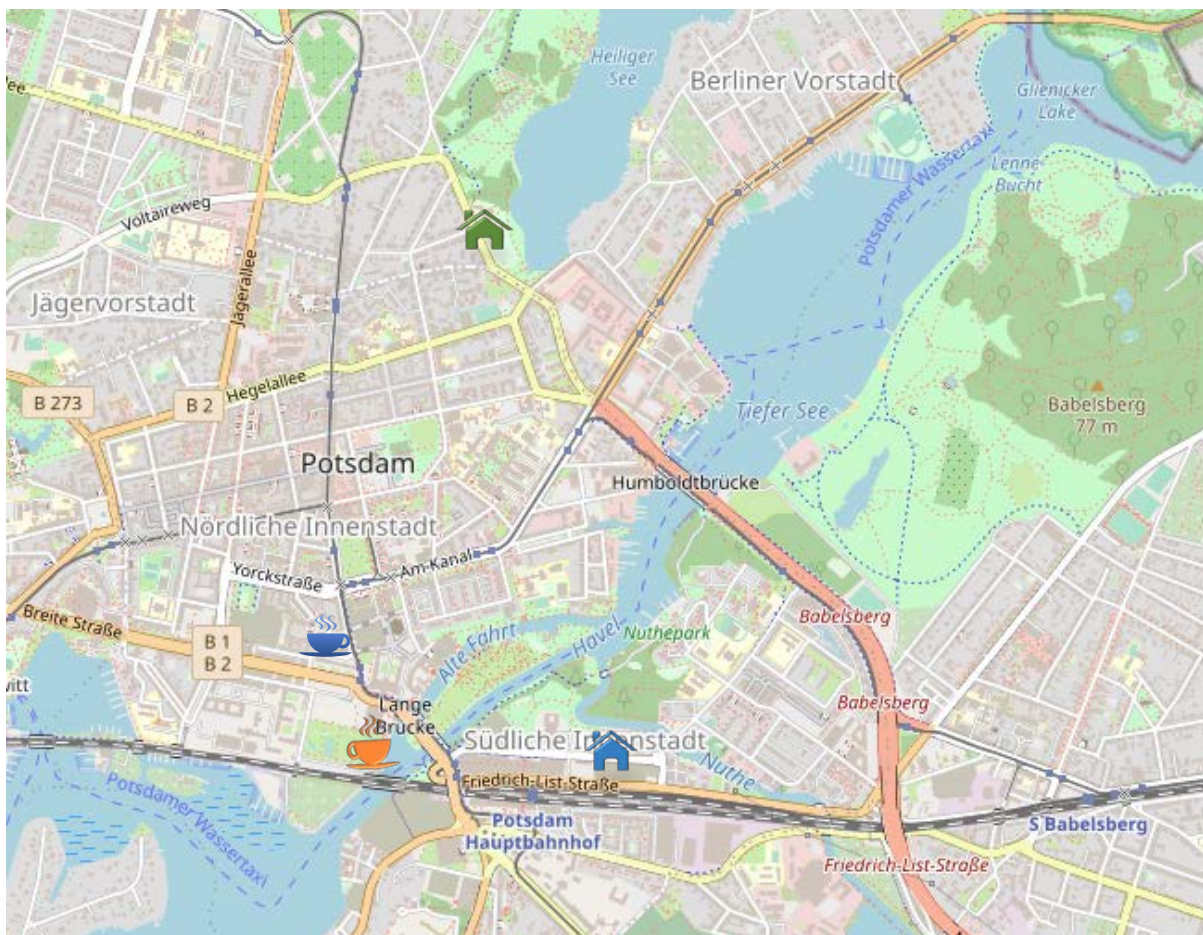 Heiliger
See
Berliner Vorstadt
Glienicker
Lake
Potsdamer Wassertaxi
Lenné-
Bucht
Voltaireweg
Jägerallee
Jägervorstadt
Hegelallee
B 273
B 2
Babelsberg
77 m
Tiefer See
Potsdam
Humboldtbrücke
Nördliche Innenstadt
Am Kanal
Yorckstraße
Breite Straße
B 1
B 2
Alte Fahrt
Havel
Nuthepark
Babelsberg
Babelsberg
Lange
Brücke
Südliche Innenstadt
Nuthe
Friedrich-List-Straße
Potsdamer Wassertaxi
Potsdam
Hauptbahnhof
S Babelsberg
Friedrich-List-Straße